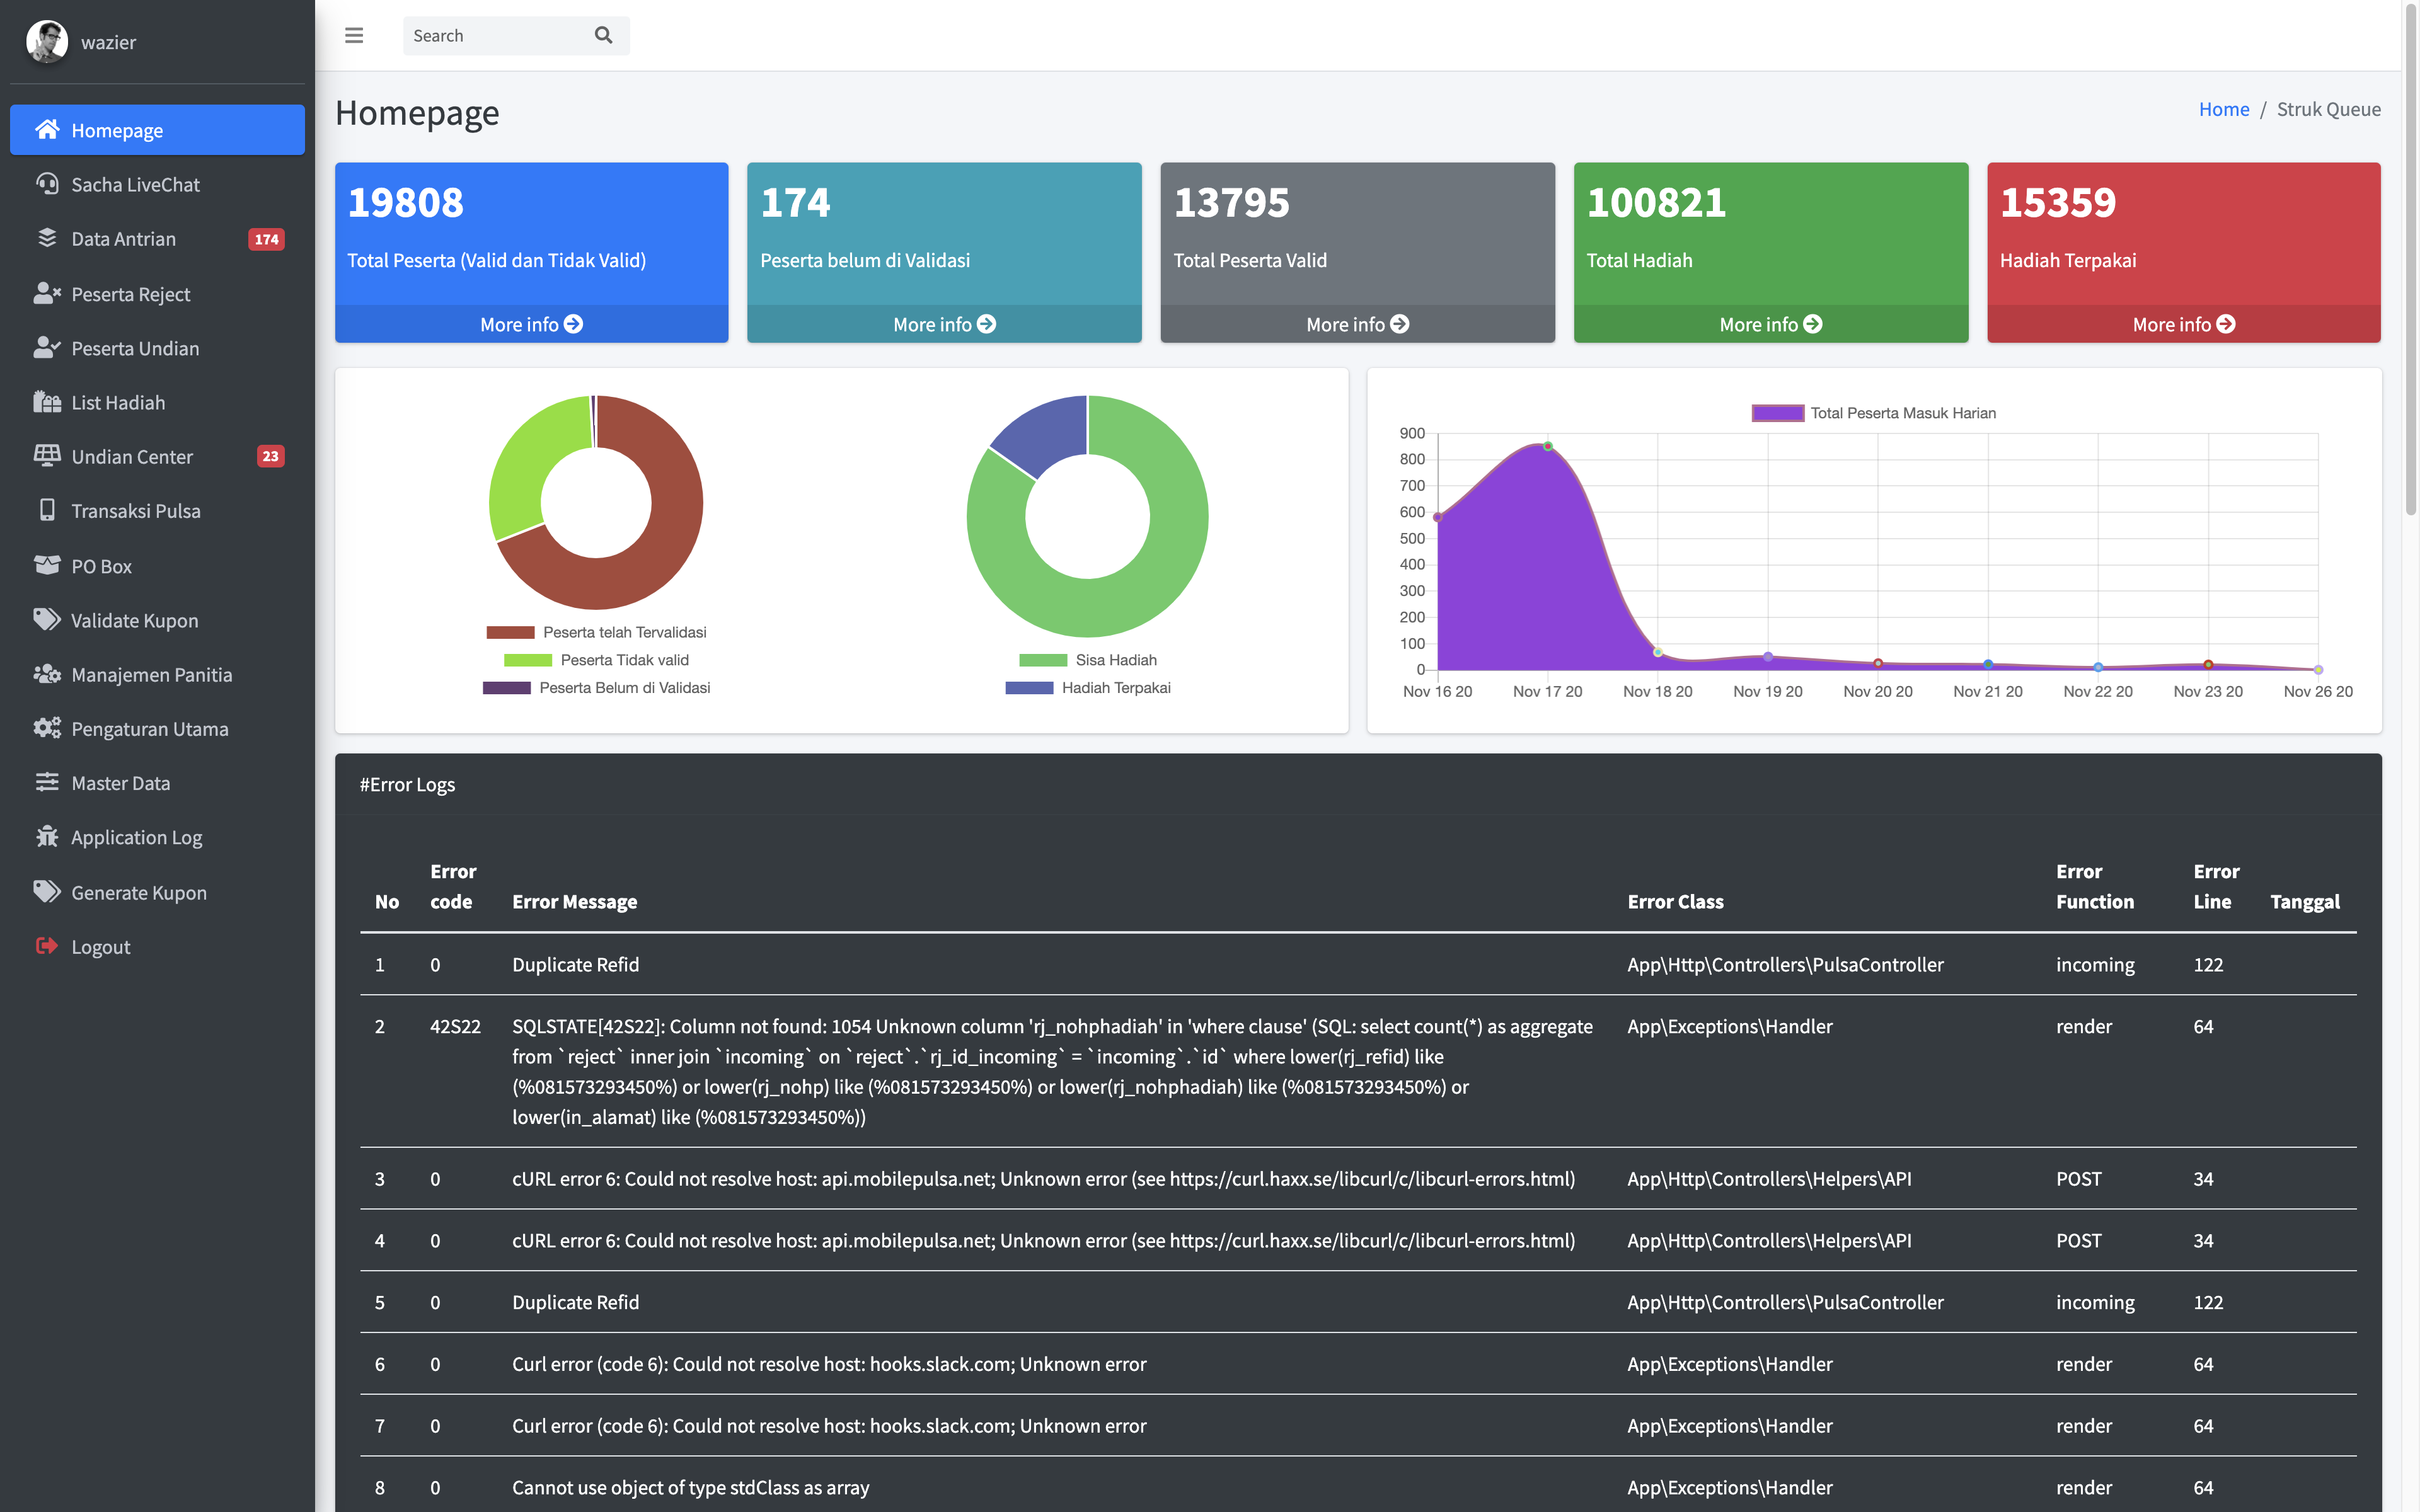 wazier
Search
Homepage
Sacha LiveChat
Data Antrian 174
Peserta Reject
Peserta Undian
List Hadiah
Undian Center 23
Transaksi Pulsa
PO Box
Validate Kupon
Manajemen Panitia
Pengaturan Utama
Master Data
Application Log
Generate Kupon
Logout
Homepage
Home / Struk Queue
19808
Total Peserta (Valid dan Tidak Valid)
More info
174
Peserta belum di Validasi
More info
13795
Total Peserta Valid
More info
100821
Total Hadiah
More info
15359
Hadiah Terpakai
More info
Peserta telah Tervalidasi
Peserta Tidak valid
Peserta Belum di Validasi
Sisa Hadiah
Hadiah Terpakai
Total Peserta Masuk Harian
900
800
700
600
500
400
300
200
100
0
Nov 16 20 Nov 17 20 Nov 18 20 Nov 19 20 Nov 20 20 Nov 21 20 Nov 22 20 Nov 23 20 Nov 26 20
#Error Logs
No Error code Error Message Error Class Error Function Error Line Tanggal
1 0 Duplicate Refid App\Http\Controllers\PulsaController incoming 122
2 42S22 SQLSTATE[42S22]: Column not found: 1054 Unknown column 'rj_nohphadiah' in 'where clause' (SQL: select count(*) as aggregate App\Exceptions\Handler render 64
from `reject` inner join `incoming` on `reject`.`rj_id_incoming` = `incoming`.`id` where lower(rj_refid) like
(%081573293450%) or lower(rj_nohp) like (%081573293450%) or lower(rj_nohphadiah) like (%081573293450%) or
lower(in_alamat) like (%081573293450%))
3 0 cURL error 6: Could not resolve host: api.mobilepulsa.net; Unknown error (see https://curl.haxx.se/libcurl/c/libcurl-errors.html) App\Http\Controllers\Helpers\API POST 34
4 0 cURL error 6: Could not resolve host: api.mobilepulsa.net; Unknown error (see https://curl.haxx.se/libcurl/c/libcurl-errors.html) App\Http\Controllers\Helpers\API POST 34
5 0 Duplicate Refid App\Http\Controllers\PulsaController incoming 122
6 0 Curl error (code 6): Could not resolve host: hooks.slack.com; Unknown error App\Exceptions\Handler render 64
7 0 Curl error (code 6): Could not resolve host: hooks.slack.com; Unknown error App\Exceptions\Handler render 64
8 0 Cannot use object of type stdClass as array App\Exceptions\Handler render 64